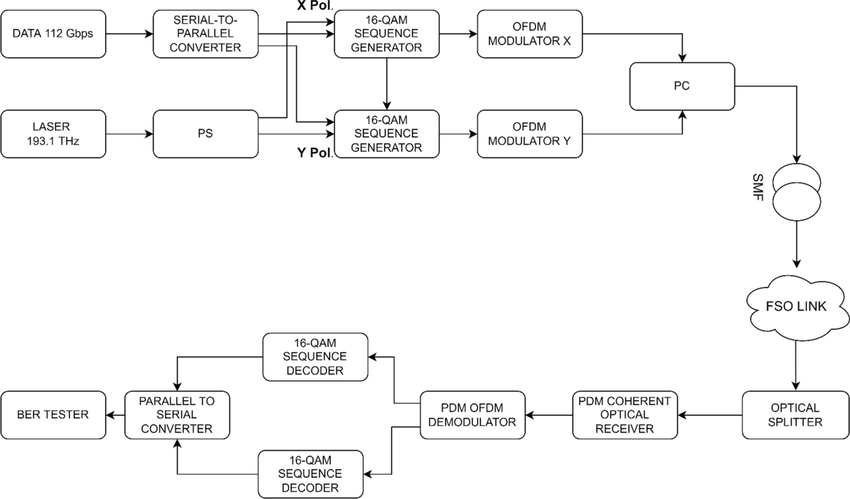 X Pol.
DATA 112 Gbps
SERIAL-TO-
PARALLEL
CONVERTER
16-QAM
SEQUENCE
GENERATOR
OFDM
MODULATOR X
PC
LASER
193.1 THz
PS
16-QAM
SEQUENCE
GENERATOR
OFDM
MODULATOR Y
Y Pol.
SMF
FSO LINK
16-QAM
SEQUENCE
DECODER
BER TESTER
PARALLEL TO
SERIAL
CONVERTER
PDM OFDM
DEMODULATOR
PDM COHERENT
OPTICAL
RECEIVER
OPTICAL
SPLITTER
16-QAM
SEQUENCE
DECODER